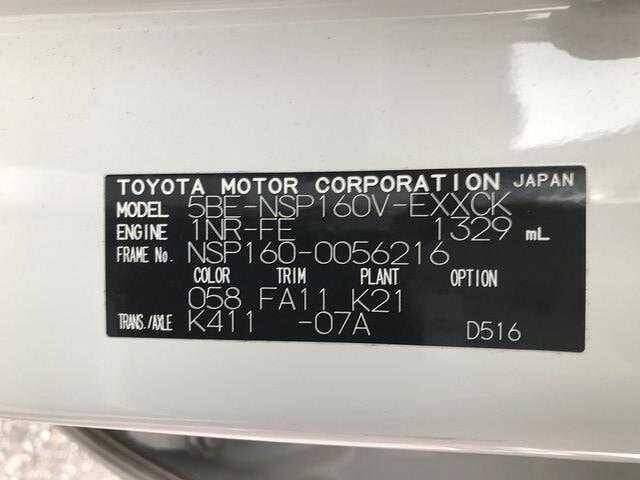 TOYOTA MOTOR CORPORATION JAPAN
MODEL 5BE-NSP160V-EXXCK
ENGINE 1NR-FE 1329 mL
FRAME No. NSP160-0056216
COLOR TRIM PLANT OPTION
058 FA11 K21
TRANS./AXLE K411 -07A D516